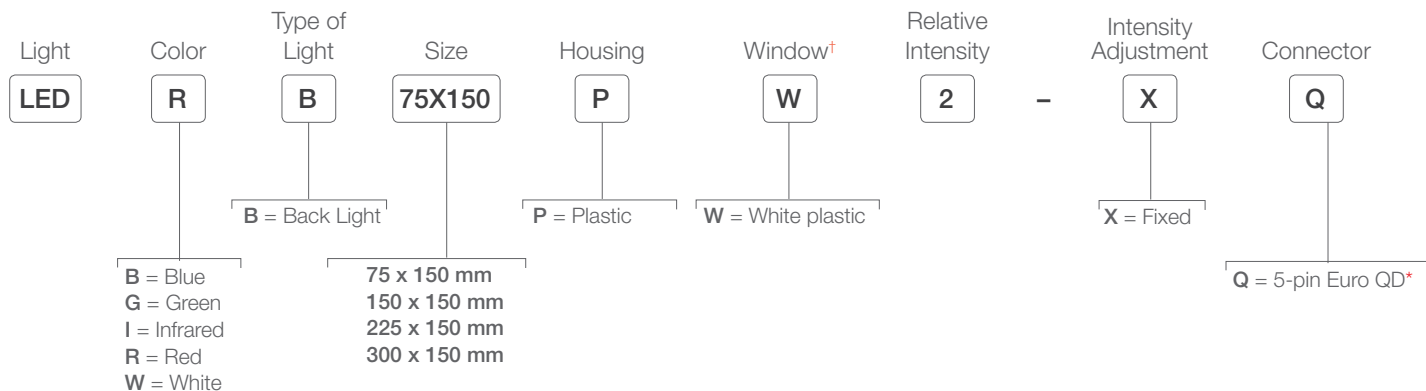 Light Color Type of Light Size Housing Window† Relative Intensity Intensity Adjustment Connector
LED R B 75X150 P W 2 – X Q
B = Back Light P = Plastic W = White plastic X = Fixed
B = Blue
G = Green
I = Infrared
R = Red
W = White
75 x 150 mm
150 x 150 mm
225 x 150 mm
300 x 150 mm
Q = 5-pin Euro QD*